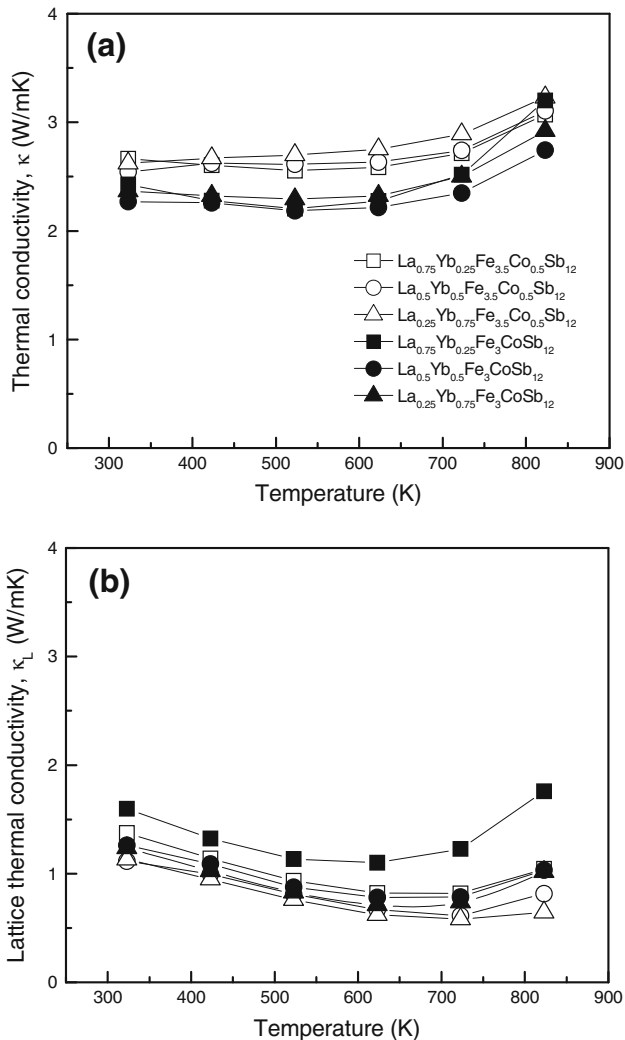 (a)
Thermal conductivity, κ (W/mK)
4
3
2
1
0
La0.75Yb0.25Fe3.5Co0.5Sb12
La0.5Yb0.5Fe3.5Co0.5Sb12
La0.25Yb0.75Fe3.5Co0.5Sb12
La0.75Yb0.25Fe3CoSb12
La0.5Yb0.5Fe3CoSb12
La0.25Yb0.75Fe3CoSb12
300 400 500 600 700 800 900
Temperature (K)
(b)
Lattice thermal conductivity, κL (W/mK)
4
3
2
1
0
300 400 500 600 700 800 900
Temperature (K)